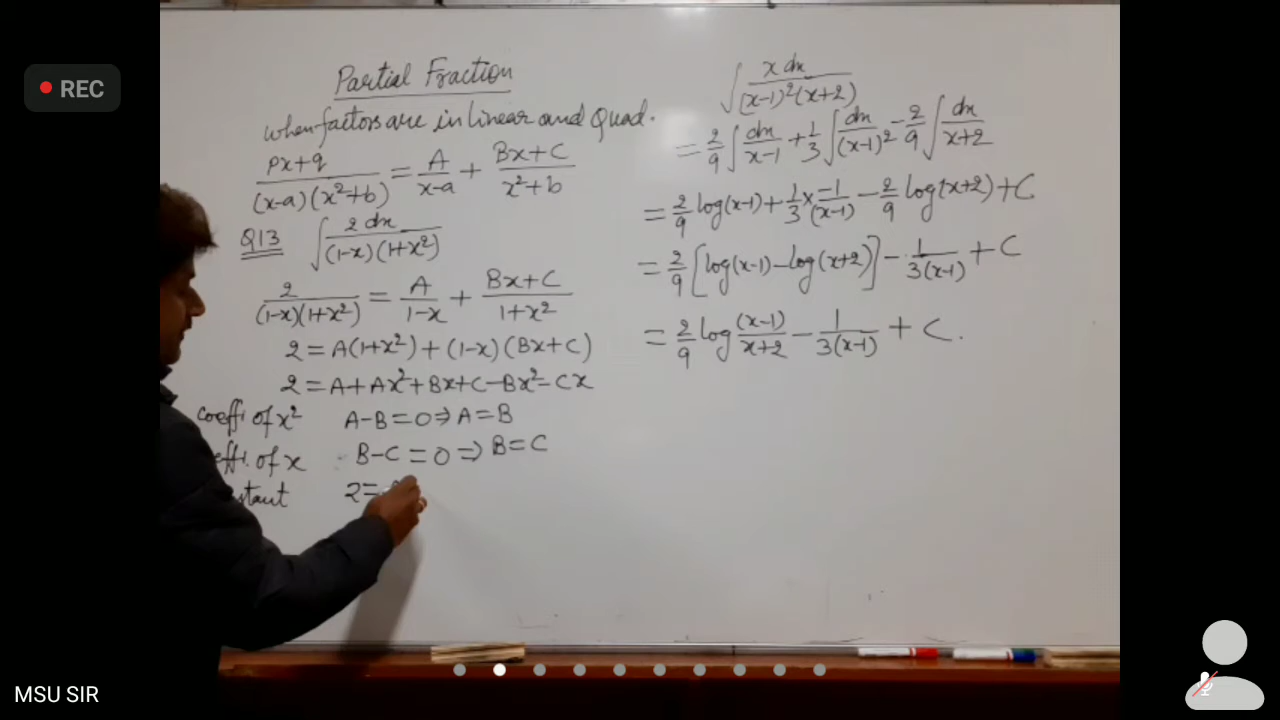 REC
Partial Fraction
when factors are in linear and Quad.
px+q/(x-a)(x²+b) = A/x-a + Bx+C/x²+b
Q13 ∫ 2dx/(1-x)(1+x²)
2/(1-x)(1+x²) = A/1-x + Bx+C/1+x²
2 = A(1+x²) + (1-x)(Bx+C)
2 = A+Ax²+Bx+C-Bx²-Cx
coeffi of x² A-B=0 ⇒ A=B
effi. of x B-C=0 ⇒ B=C
stant 2=
∫ x dx/(x-1)²(x+2)
= 2/9 ∫ dx/x-1 + 1/3 ∫ dx/(x-1)² - 2/9 ∫ dx/x+2
= 2/9 log(x-1) + 1/3 × -1/(x-1) - 2/9 log(x+2) + C
= 2/9 [log(x-1) - log(x+2)] - 1/3(x-1) + C
= 2/9 log (x-1)/x+2 - 1/3(x-1) + C.
MSU SIR